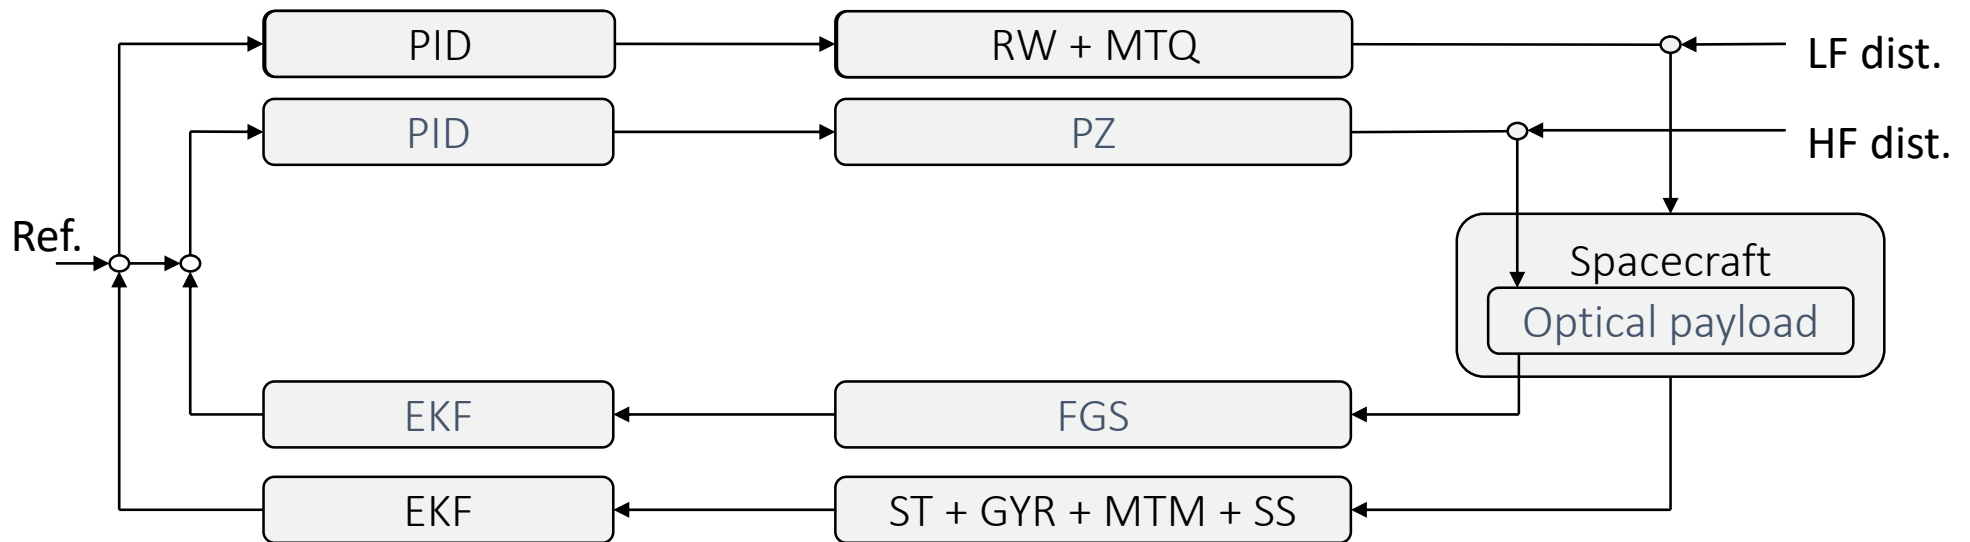 PID
RW + MTQ
LF dist.
PID
PZ
HF dist.
Ref.
Spacecraft
Optical payload
EKF
FGS
EKF
ST + GYR + MTM + SS